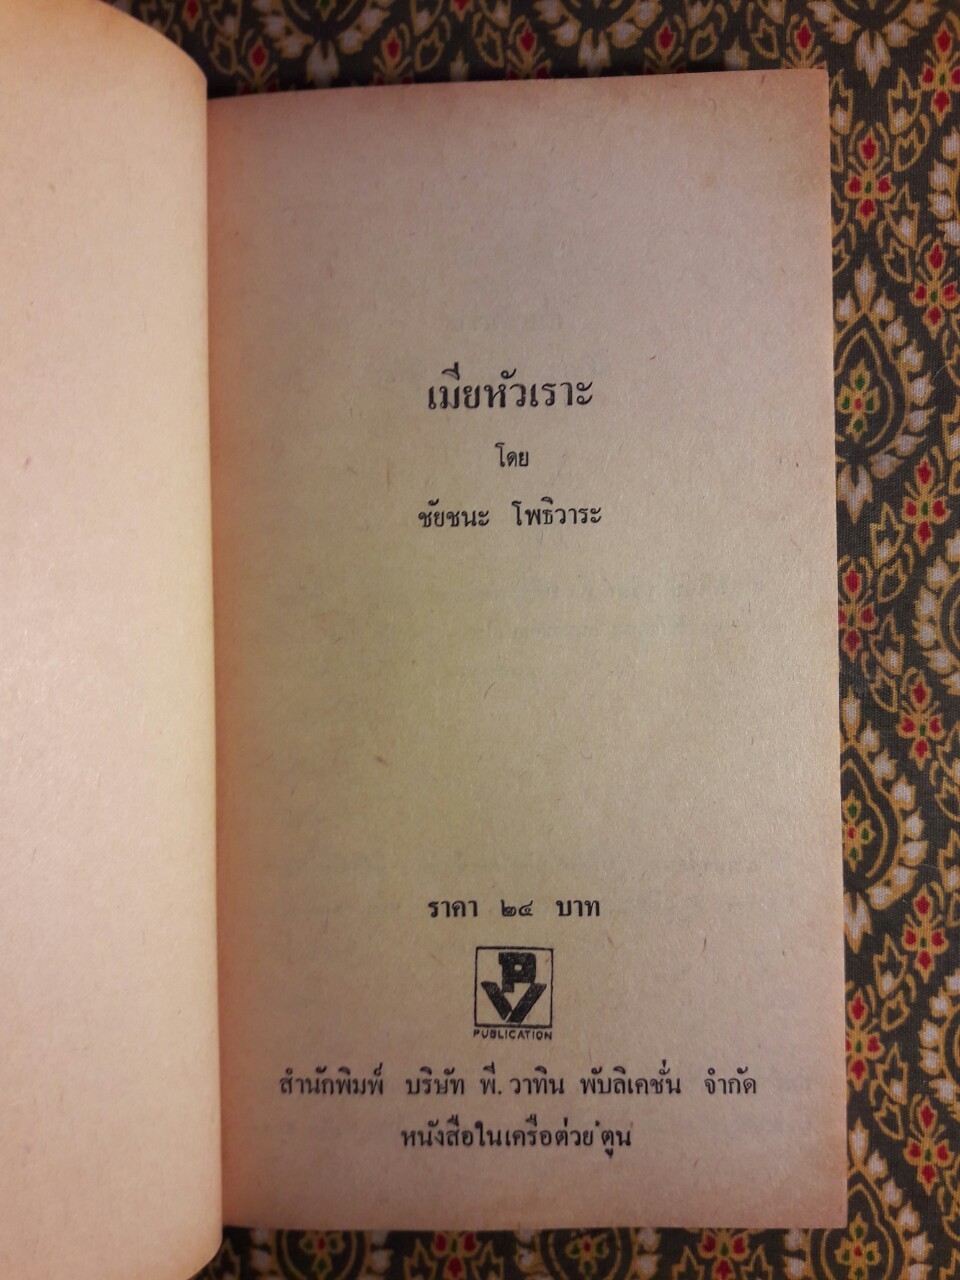 เมียหัวเราะ
โดย
ชัยชนะ โพธิวาระ
ราคา ๒๔ บาท
PV
PUBLICATION
สำนักพิมพ์ บริษัท พี. วาทิน พับลิเคชั่น จำกัด
หนังสือในเครือต่วย'ตูน